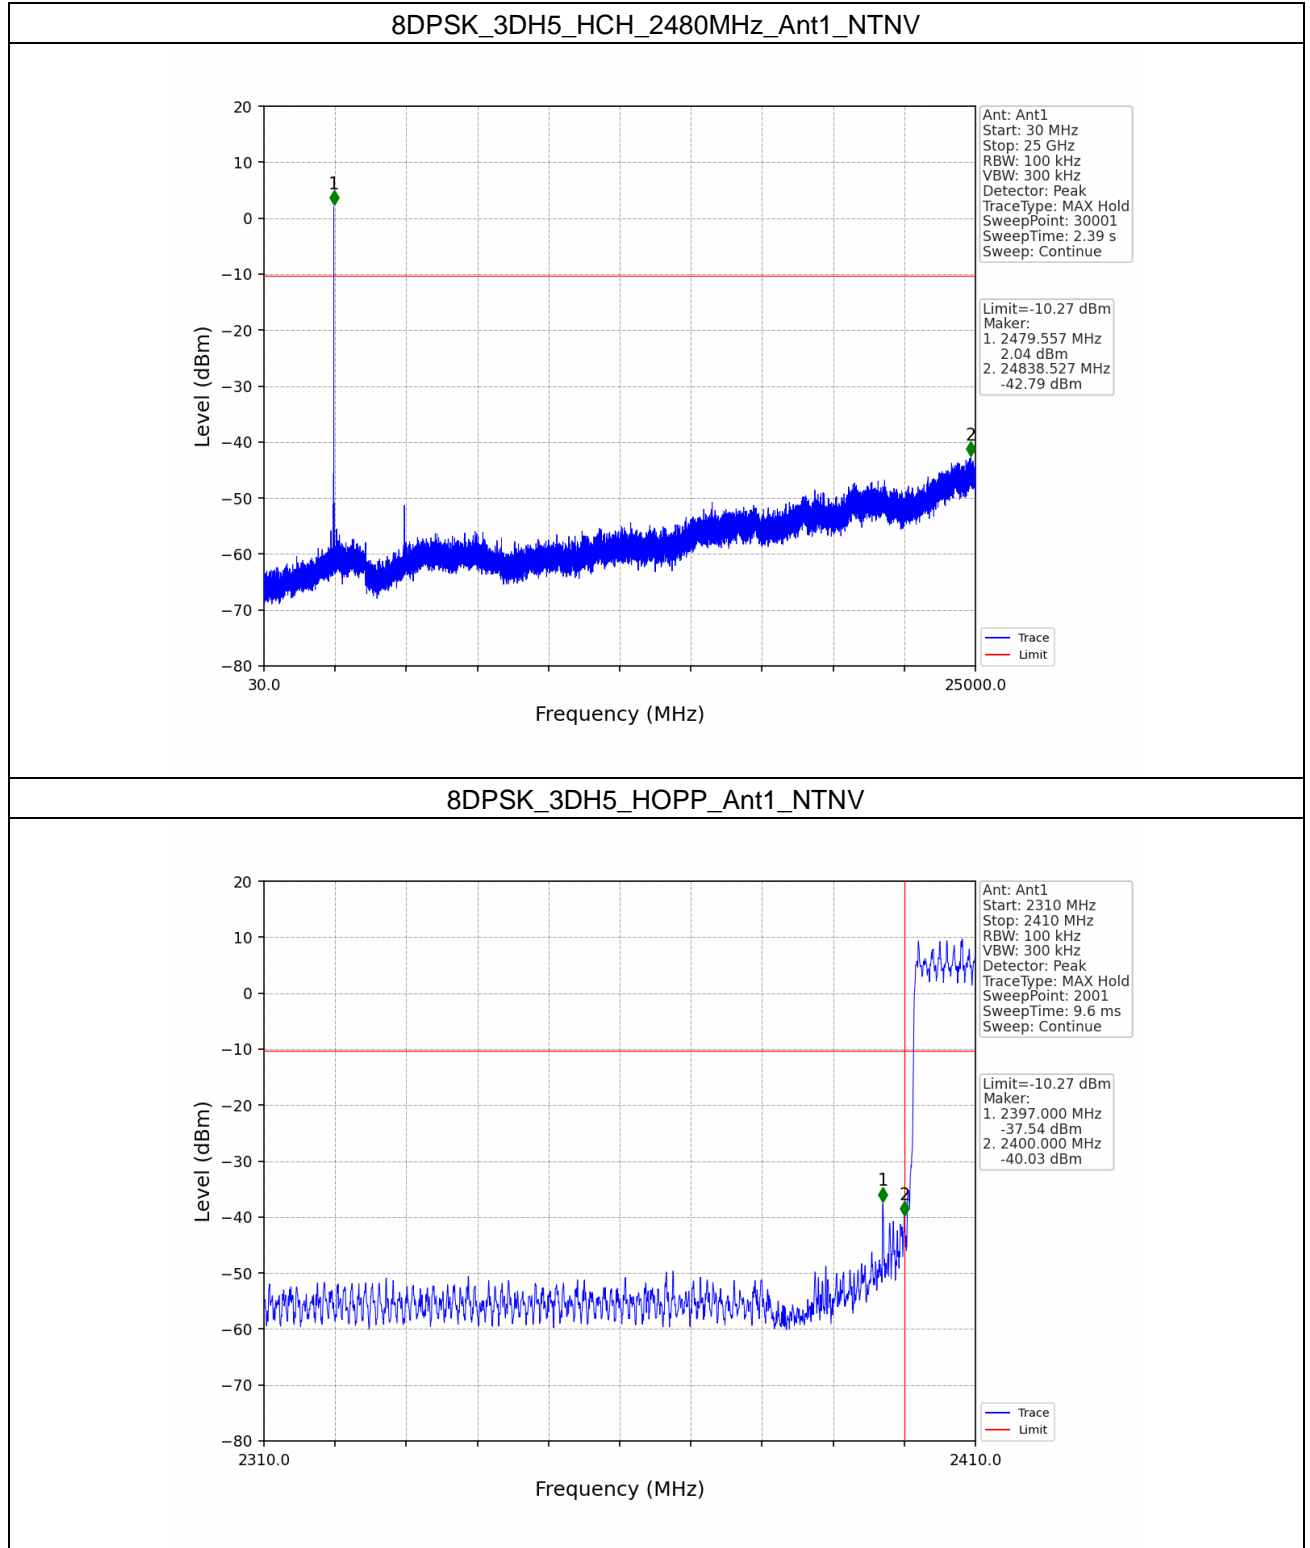 8DPSK_3DH5_HCH_2480MHz_Ant1_NTNV
20
10
0
−10
−20
−30
−40
−50
−60
−70
−80
Level (dBm)
1
2
30.0
25000.0
Frequency (MHz)
Ant: Ant1
Start: 30 MHz
Stop: 25 GHz
RBW: 100 kHz
VBW: 300 kHz
Detector: Peak
TraceType: MAX Hold
SweepPoint: 30001
SweepTime: 2.39 s
Sweep: Continue
Limit=-10.27 dBm
Maker:
1. 2479.557 MHz
2.04 dBm
2. 24838.527 MHz
-42.79 dBm
Trace
Limit
8DPSK_3DH5_HOPP_Ant1_NTNV
20
10
0
−10
−20
−30
−40
−50
−60
−70
−80
Level (dBm)
1
2
2310.0
2410.0
Frequency (MHz)
Ant: Ant1
Start: 2310 MHz
Stop: 2410 MHz
RBW: 100 kHz
VBW: 300 kHz
Detector: Peak
TraceType: MAX Hold
SweepPoint: 2001
SweepTime: 9.6 ms
Sweep: Continue
Limit=-10.27 dBm
Maker:
1. 2397.000 MHz
-37.54 dBm
2. 2400.000 MHz
-40.03 dBm
Trace
Limit